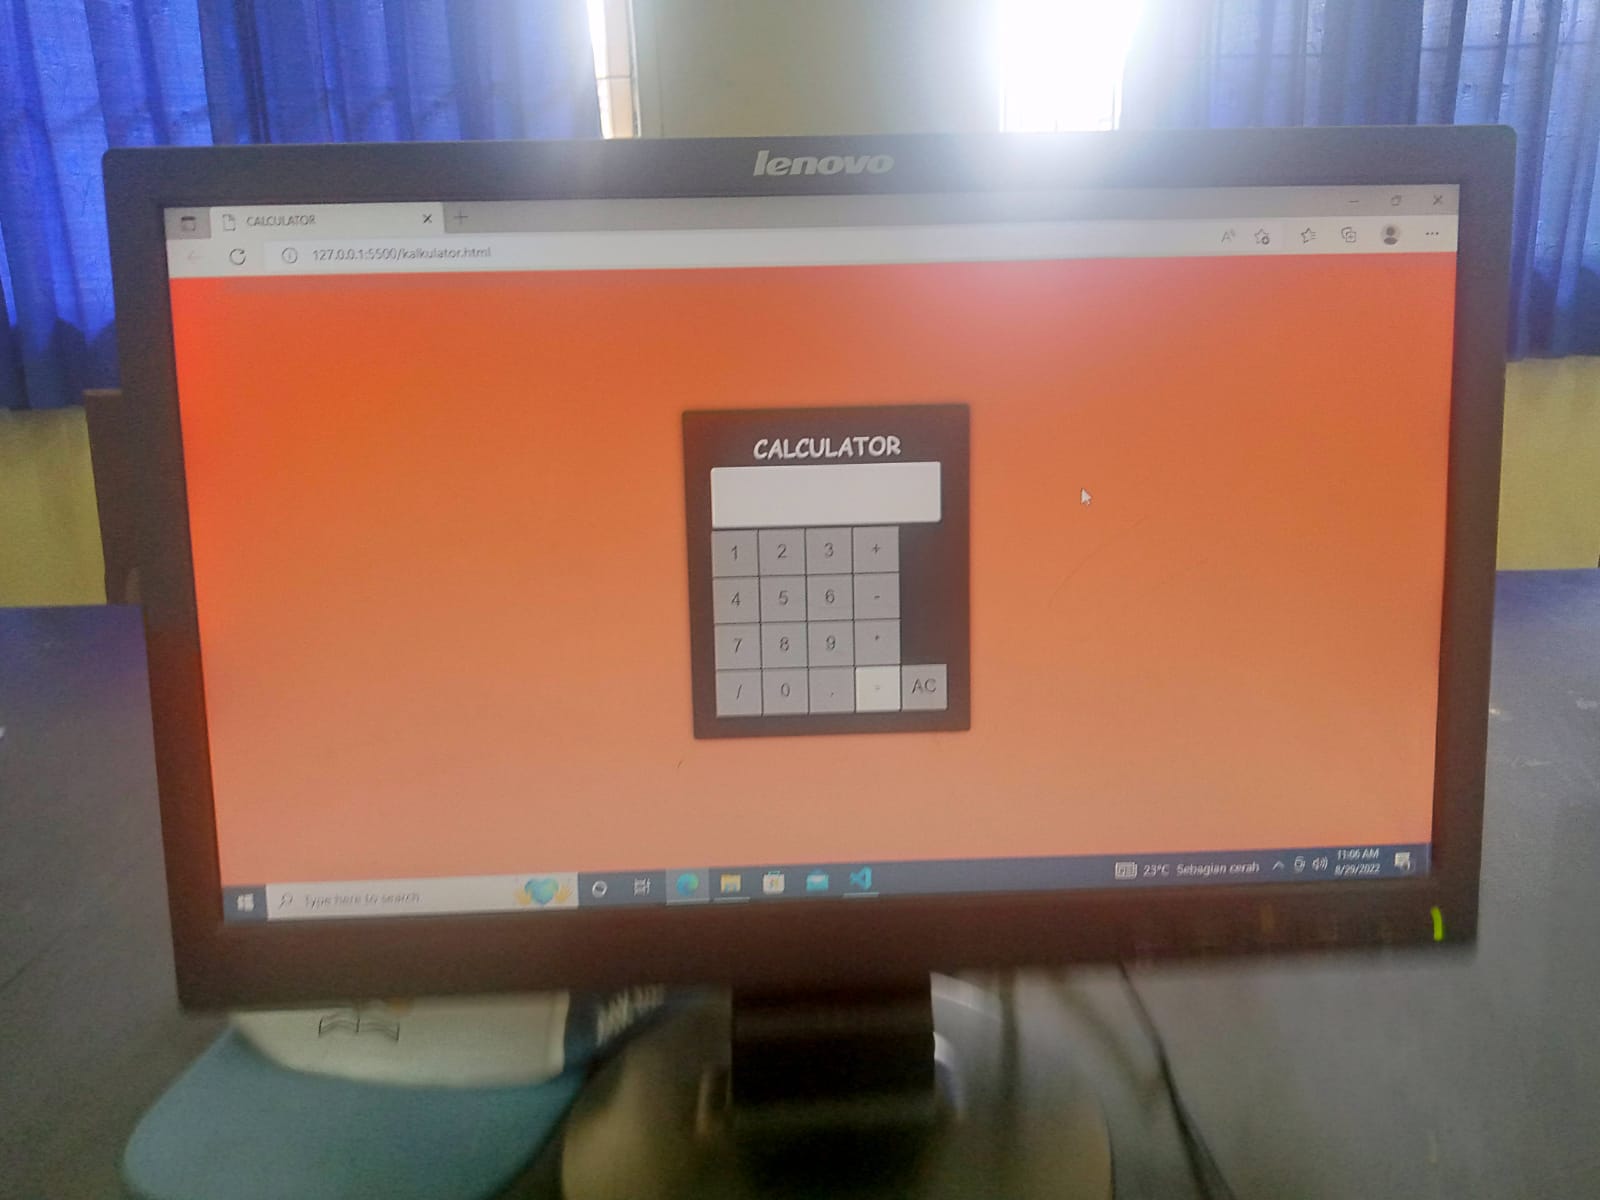 lenovo
CALCULATOR
127.0.0.1:5500/kalkulator.html
CALCULATOR
1 2 3 +
4 5 6 -
7 8 9 *
/ 0 . = AC
Type here to search
23°C Sebagian cerah
11:06 AM
8/29/2022